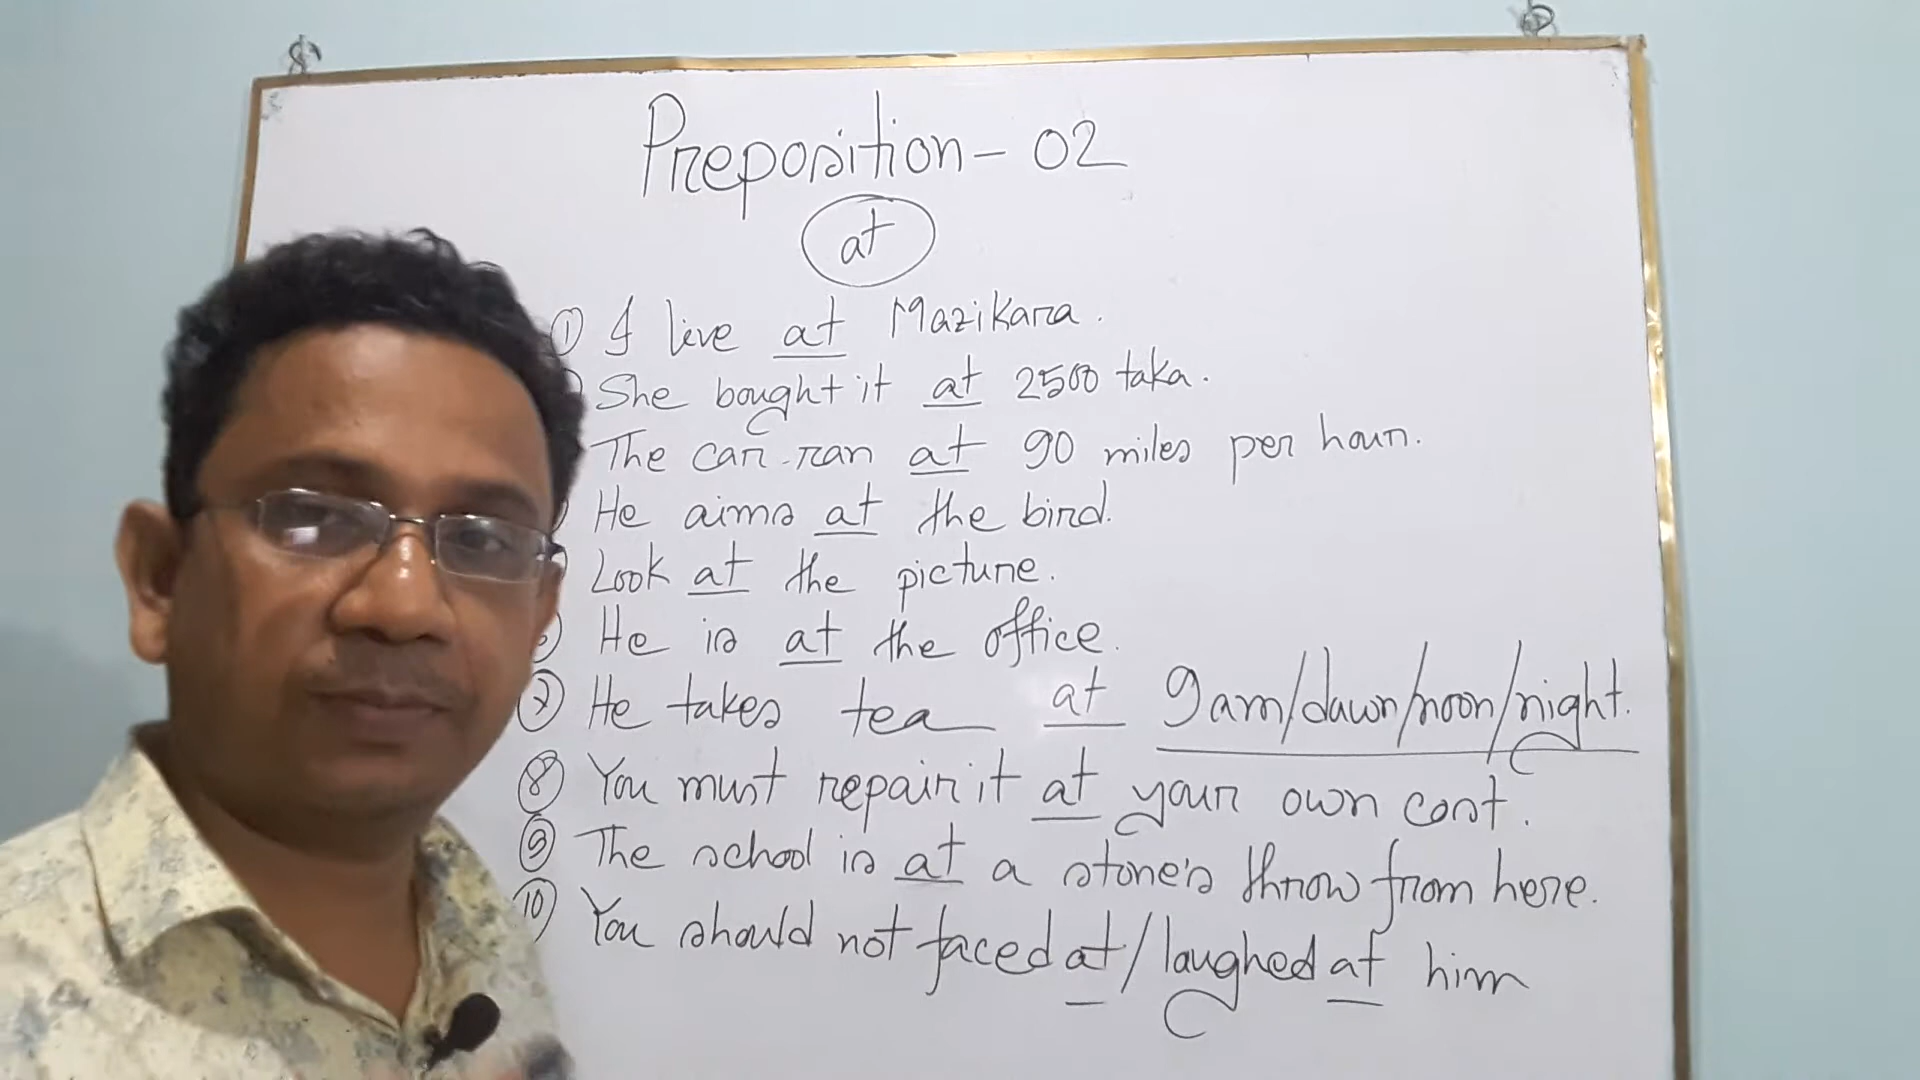 Preposition - 02
at
① I live at Mazikara.
She bought it at 2500 taka.
The car ran at 90 miles per hour.
He aims at the bird.
Look at the picture.
He is at the office.
⑦ He takes tea at 9am/dawn/noon/night.
⑧ You must repair it at your own cost.
⑨ The school is at a stone's throw from here.
⑩ You should not faced at/laughed at him